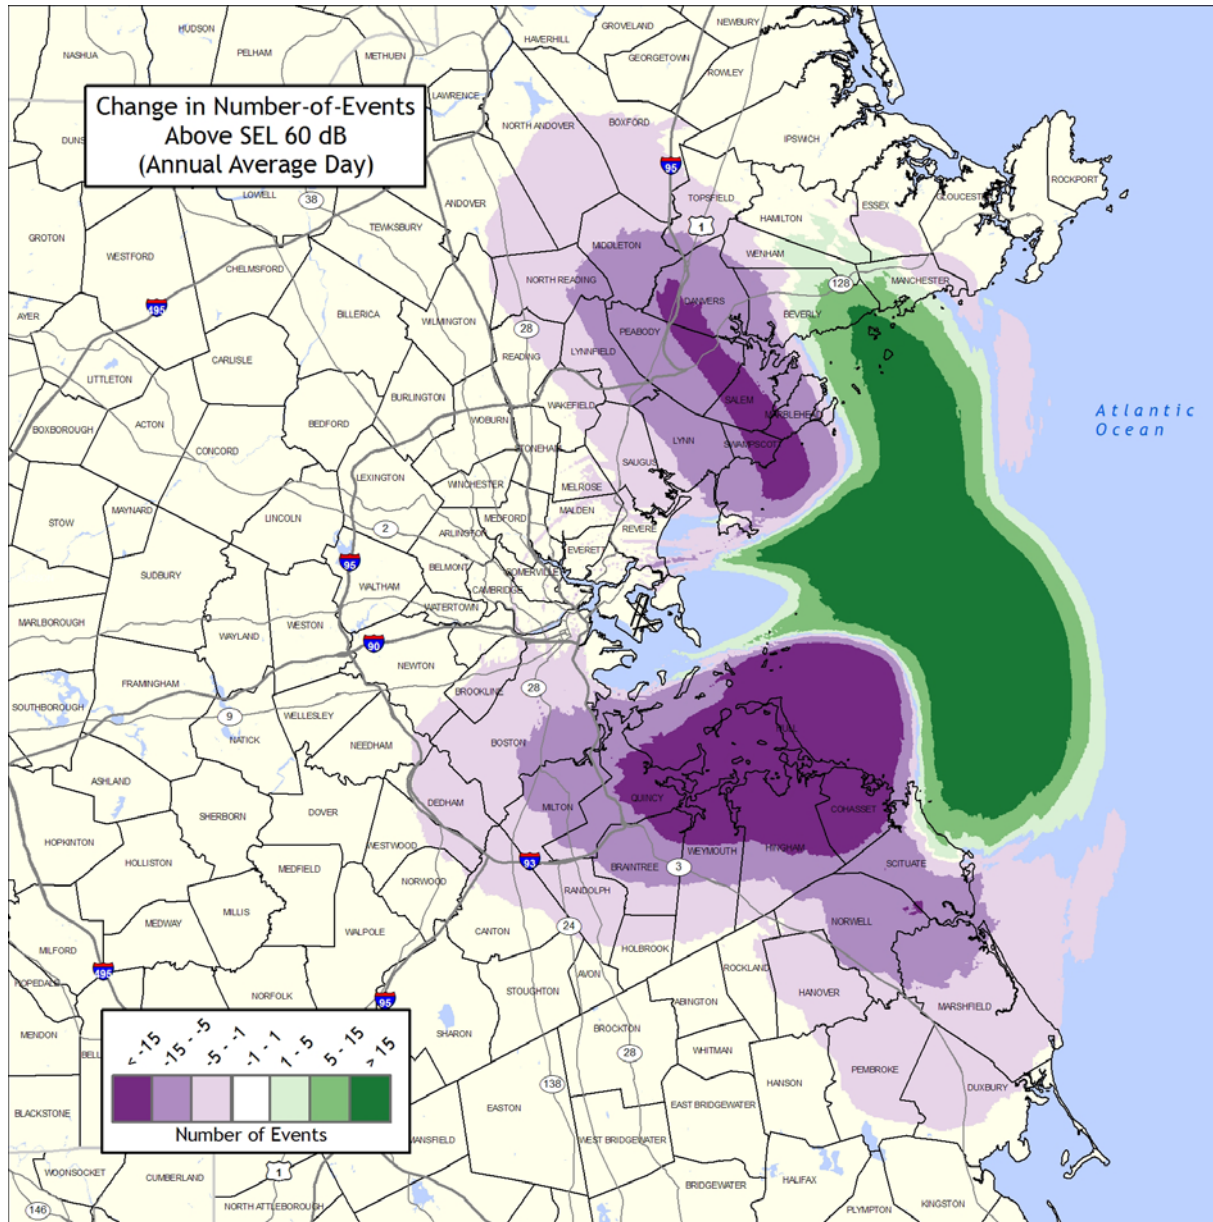 NEWBURY
GROVELAND
HUDSON
HAVERHILL
PELHAM
NASHUA
METHUEN
GEORGETOWN
ROWLEY
LAWRENCE
Change in Number-of-Events
Above SEL 60 dB
(Annual Average Day)
NORTH ANDOVER
BOXFORD
IPSWICH
DUNS
95
ROCKPORT
LOWELL
38
TOPSFIELD
GLOUCESTE
ANDOVER
ESSEX
HAMILTON
TEWKSBURY
1
GROTON
MIDDLETON
WESTFORD
WENHAM
CHELMSFORD
NORTH READING
MANCHESTER
128
495
DANVERS
AYER
BILLERICA
BEVERLY
WILMINGTON
28
PEABODY
LYNNFIELD
READING
CARLISLE
LITTLETON
BURLINGTON
SALEM
WAKEFIELD
Atlantic
Ocean
MARBLEHEAD
ACTON
BEDFORD
WOBURN
BOXBOROUGH
LYNN
SWAMPSCOTT
STONEHAM
CONCORD
SAUGUS
LEXINGTON
WINCHESTER
MELROSE
MAYNARD
MALDEN
LINCOLN
MEDFORD
STOW
2
ARLINGTON
REVERE
EVERETT
95
BELMONT
SOMERVILLE
SUDBURY
WALTHAM
CAMBRIDGE
WATERTOWN
MARLBOROUGH
WESTON
WAYLAND
90
NEWTON
FRAMINGHAM
28
BROOKLINE
SOUTHBOROUGH
9
WELLESLEY
HULL
NATICK
NEEDHAM
BOSTON
ASHLAND
QUINCY
DEDHAM
MILTON
COHASSET
DOVER
SHERBORN
HOPKINTON
WESTWOOD
WEYMOUTH
HINGHAM
HOLLISTON
93
3
SCITUATE
BRAINTREE
MEDFIELD
NORWOOD
RANDOLPH
MILLIS
MEDWAY
NORWELL
24
WALPOLE
CANTON
MILFORD
HOLBROOK
495
ROCKLAND
AVON
HOPEDALE
NORFOLK
STOUGHTON
HANOVER
95
ABINGTON
MARSHFIELD
BROCKTON
MENDON
SHARON
BELL
28
WHITMAN
< -15
-15 - -5
-5 - -1
-1 - 1
1 - 5
5 - 15
> 15
Number of Events
PEMBROKE
138
HANSON
DUXBURY
EASTON
EAST BRIDGEWATER
BLACKSTONE
MANSFIELD
WEST BRIDGEWATER
WOONSOCKET
1
CUMBERLAND
HALIFAX
BRIDGEWATER
146
NORTH ATTLEBOROUGH
KINGSTON
PLYMPTON